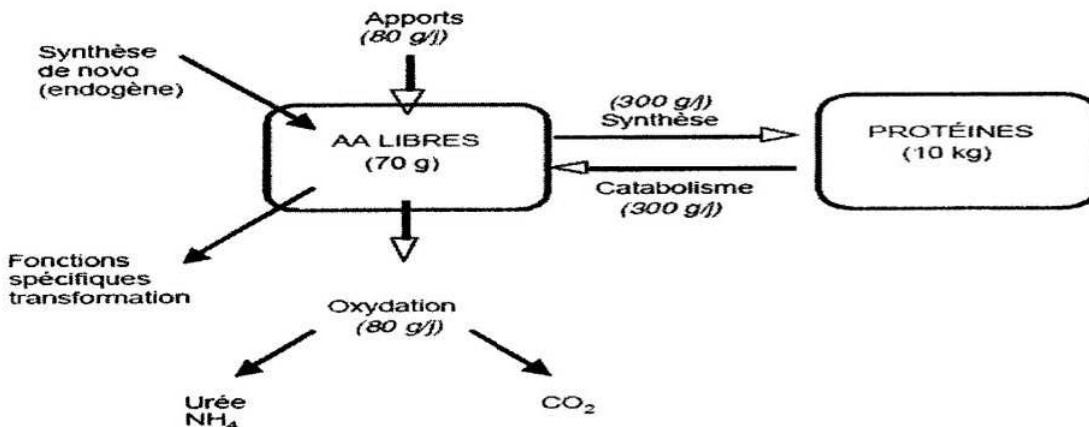 Apports
(80 g/j)
Synthèse
de novo
(endogène)
AA LIBRES
(70 g)
(300 g/j)
Synthèse
Catabolisme
(300 g/j)
PROTÉINES
(10 kg)
Fonctions
spécifiques
transformation
Oxydation
(80 g/j)
Urée
NH₄
CO₂